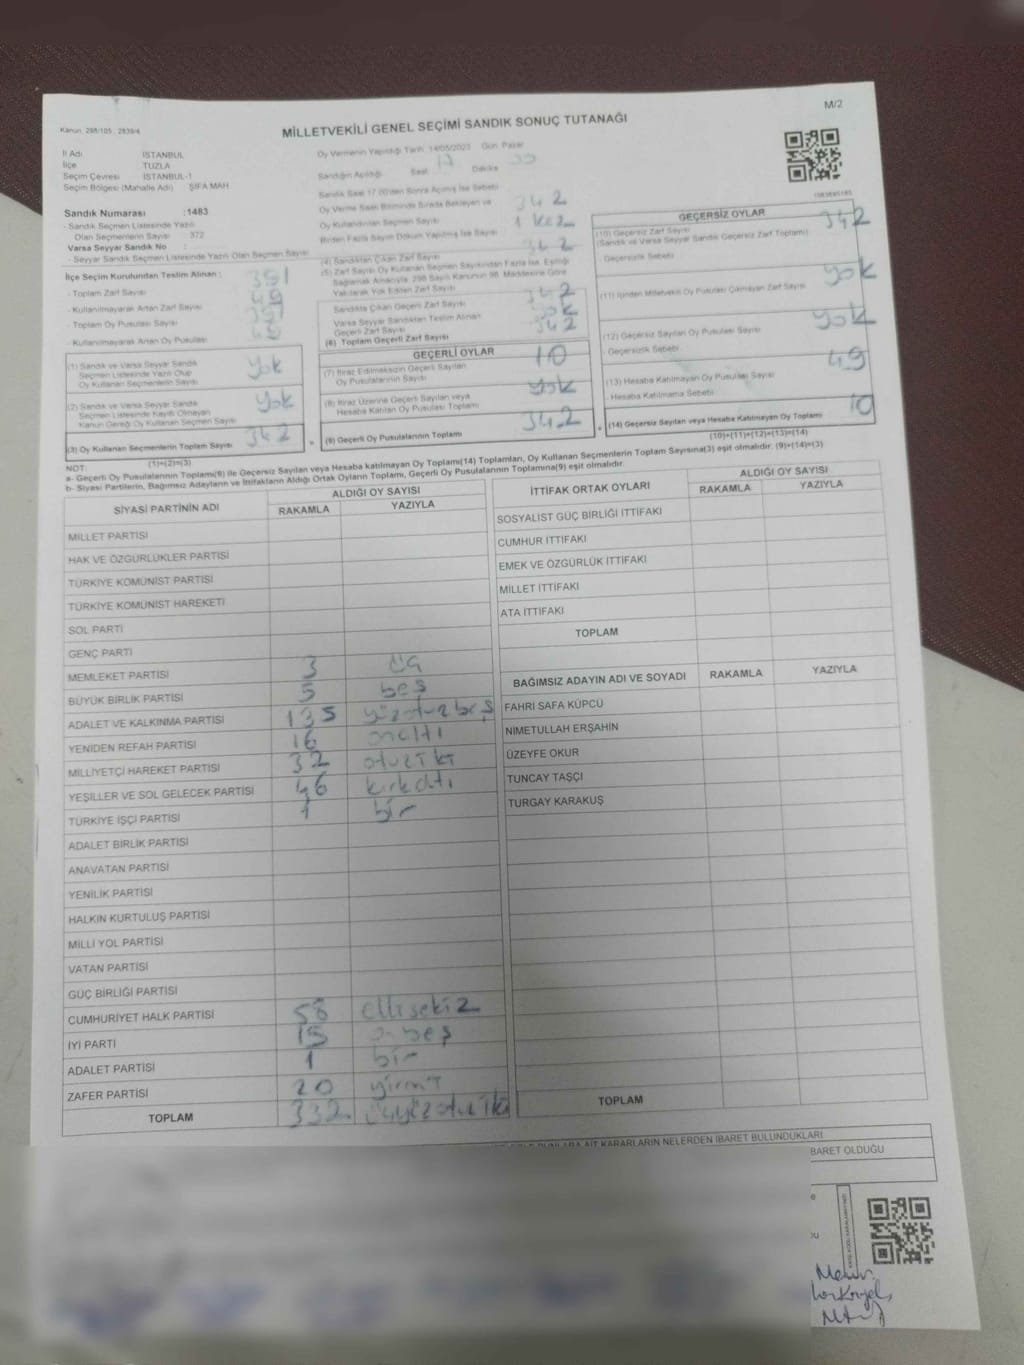 M/2
Kanun: 298/105 , 2839/4
MİLLETVEKİLİ GENEL SEÇİMİ SANDIK SONUÇ TUTANAĞI
İl Adı İSTANBUL
İlçe TUZLA
Seçim Çevresi İSTANBUL-1
Seçim Bölgesi (Mahalle Adı) ŞİFA MAH
Sandık Numarası :1483
- Sandık Seçmen Listesinde Yazılı
Olan Seçmenlerin Sayısı 372
Varsa Seyyar Sandık No :
- Seyyar Sandık Seçmen Listesinde Yazılı Olan Seçmen Sayısı
İlçe Seçim Kurulundan Teslim Alınan :
- Toplam Zarf Sayısı
- Kullanılmayarak Artan Zarf Sayısı
- Toplam Oy Pusulası Sayısı
- Kullanılmayarak Artan Oy Pusulası
Oy Vermenin Yapıldığı Tarih: 14/05/2023 Gün: Pazar
Sandığın Açıldığı Saat 17 Dakika
Sandık Saat 17.00'den Sonra Açılmış İse Sebebi
Oy Verme Saati Bitiminde Sırada Bekleyen ve
Oy Kullandırılan Seçmen Sayısı 342
Birden Fazla Sayım Döküm Yapılmış İse Sayısı 1 kez
(4) Sandıktan Çıkan Zarf Sayısı 342
(5) Zarf Sayısı Oy Kullanan Seçmen Sayısından Fazla İse, Eşitliği
Sağlamak Amacıyla, 298 Sayılı Kanunun 98. Maddesine Göre
Yakılarak Yok Edilen Zarf Sayısı
Sandıkta Çıkan Geçerli Zarf Sayısı 342
Varsa Seyyar Sandıktan Teslim Alınan
Geçerli Zarf Sayısı yok
(6) Toplam Geçerli Zarf Sayısı 342
(1) Sandık ve Varsa Seyyar Sandık
Seçmen Listesinde Yazılı Olup
Oy Kullanan Seçmenlerin Sayısı yok
(2) Sandık ve Varsa Seyyar Sandık
Seçmen Listesinde Kaydı Olmayan
Kanun Gereği Oy Kullanan Seçmen Sayısı yok
(3) Oy Kullanan Seçmenlerin Toplam Sayısı 342
(1)+(2)=(3)
GEÇERLİ OYLAR
(7) İtiraz Edilmeksizin Geçerli Sayılan
Oy Pusulalarının Sayısı 10
(8) İtiraz Üzerine Geçerli Sayılan veya
Hesaba Katılan Oy Pusulası Toplamı yok
(9) Geçerli Oy Pusulalarının Toplamı 342
GEÇERSİZ OYLAR
(10) Geçersiz Zarf Sayısı 342
(Sandık ve Varsa Seyyar Sandık Geçersiz Zarf Toplamı)
Geçersizlik Sebebi
(11) İçinden Milletvekili Oy Pusulası Çıkmayan Zarf Sayısı yok
(12) Geçersiz Sayılan Oy Pusulası Sayısı yok
Geçersizlik Sebebi
(13) Hesaba Katılmayan Oy Pusulası Sayısı 49
- Hesaba Katılmama Sebebi
(14) Geçersiz Sayılan veya Hesaba Katılmayan Oy Toplamı 10
(10)+(11)+(12)+(13)=(14)
NOT:
a- Geçerli Oy Pusulalarının Toplamı(9) ile Geçersiz Sayılan veya Hesaba katılmayan Oy Toplamı(14) Toplamları, Oy Kullanan Seçmenlerin Toplam Sayısına(3) eşit olmalıdır. (9)+(14)=(3)
b- Siyasi Partilerin, Bağımsız Adayların ve İttifakların Aldığı Ortak Oyların Toplamı, Geçerli Oy Pusulalarının Toplamına(9) eşit olmalıdır.
SİYASİ PARTİNİN ADI ALDIĞI OY SAYISI
RAKAMLA YAZIYLA
MİLLET PARTİSİ
HAK VE ÖZGÜRLÜKLER PARTİSİ
TÜRKİYE KOMÜNİST PARTİSİ
TÜRKİYE KOMÜNİST HAREKETİ
SOL PARTİ
GENÇ PARTİ
MEMLEKET PARTİSİ 3 üç
BÜYÜK BİRLİK PARTİSİ 5 beş
ADALET VE KALKINMA PARTİSİ 135 yüzotuzbeş
YENİDEN REFAH PARTİSİ 16 onaltı
MİLLİYETÇİ HAREKET PARTİSİ 32 otuziki
YEŞİLLER VE SOL GELECEK PARTİSİ 46 kırkaltı
TÜRKİYE İŞÇİ PARTİSİ 1 bir
ADALET BİRLİK PARTİSİ
ANAVATAN PARTİSİ
YENİLİK PARTİSİ
HALKIN KURTULUŞ PARTİSİ
MİLLİ YOL PARTİSİ
VATAN PARTİSİ
GÜÇ BİRLİĞİ PARTİSİ
CUMHURİYET HALK PARTİSİ 58 ellisekiz
İYİ PARTİ 15 onbeş
ADALET PARTİSİ 1 bir
ZAFER PARTİSİ 20 yirmi
TOPLAM 332 üçyüzotuziki
İTTİFAK ORTAK OYLARI ALDIĞI OY SAYISI
RAKAMLA YAZIYLA
SOSYALİST GÜÇ BİRLİĞİ İTTİFAKI
CUMHUR İTTİFAKI
EMEK VE ÖZGÜRLÜK İTTİFAKI
MİLLET İTTİFAKI
ATA İTTİFAKI
TOPLAM
BAĞIMSIZ ADAYIN ADI VE SOYADI RAKAMLA YAZIYLA
FAHRİ SAFA KÜPCÜ
NİMETULLAH ERŞAHİN
ÜZEYFE OKUR
TUNCAY TAŞÇI
TURGAY KARAKUŞ
TOPLAM
KARARLARIN NELERDEN İBARET BULUNDUKLARI
BARET OLDUĞU